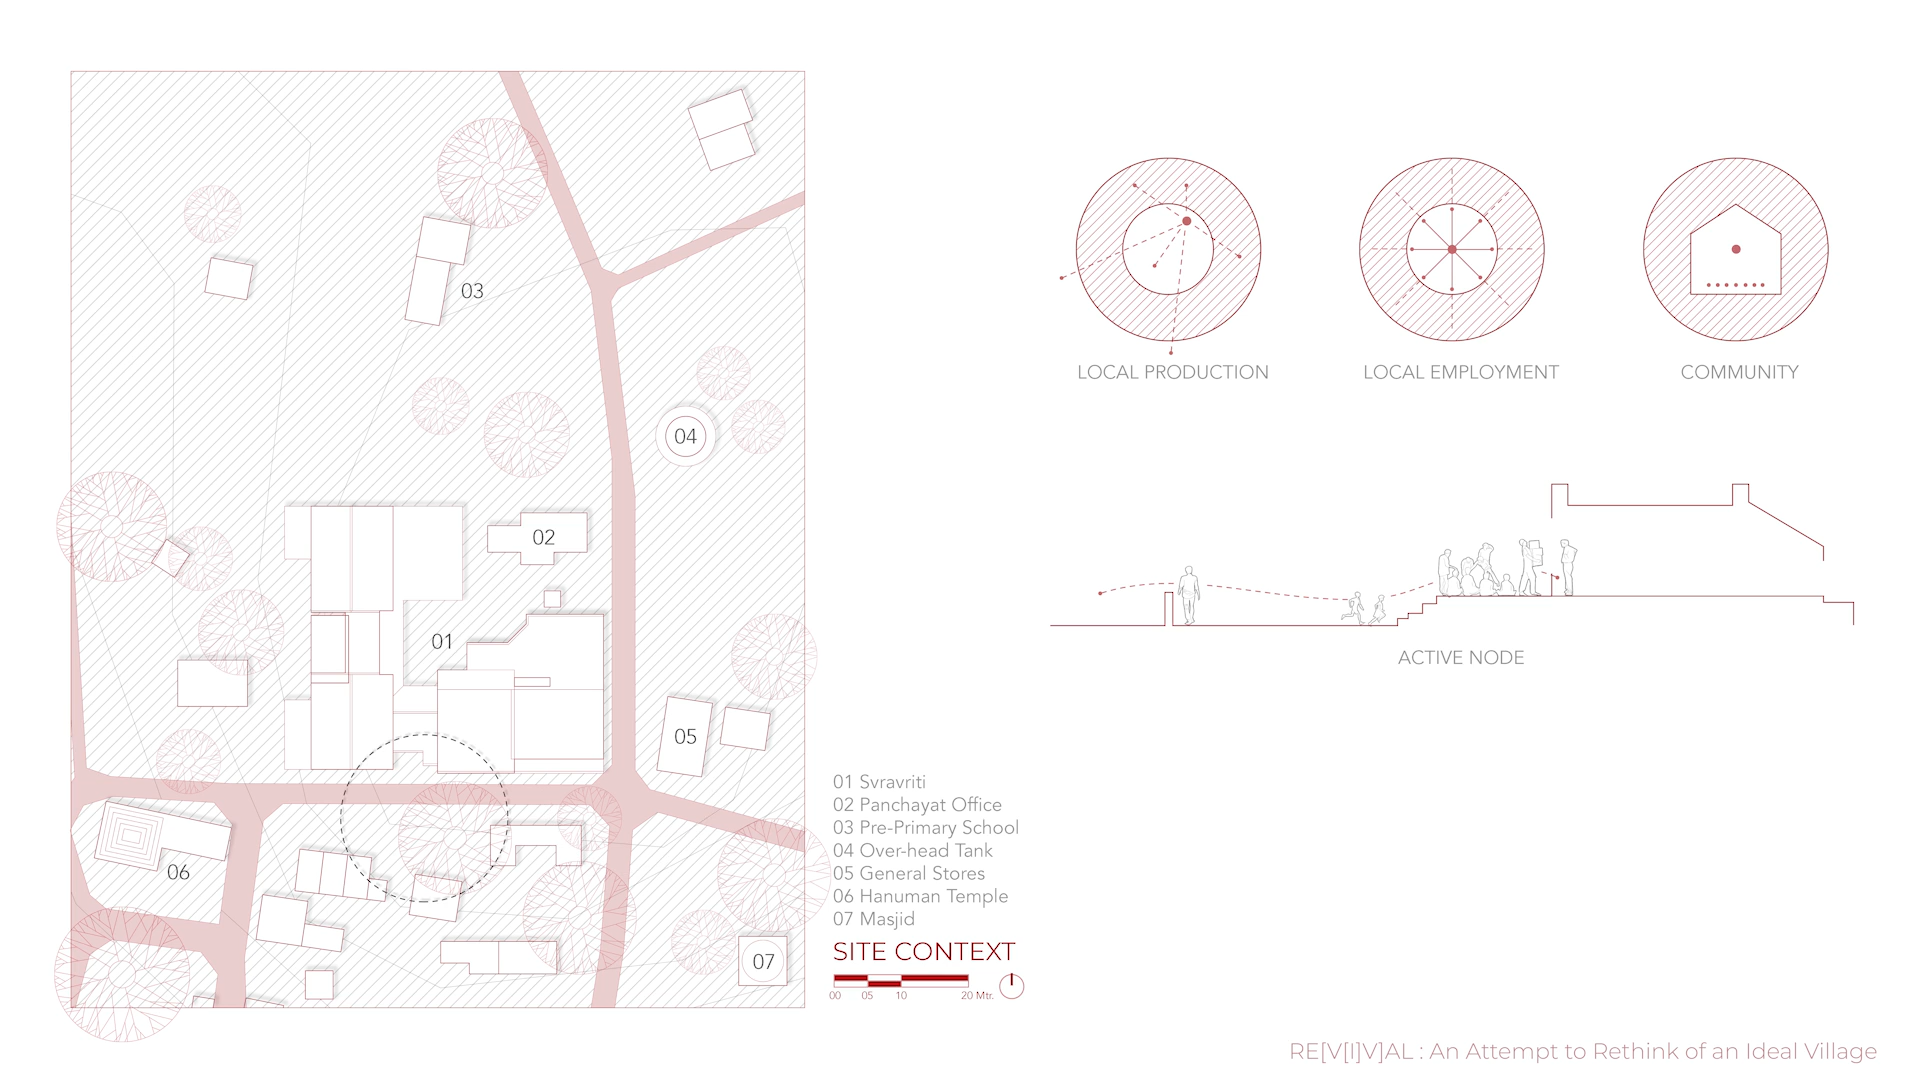 03
04
02
01
05
06
07
LOCAL PRODUCTION
LOCAL EMPLOYMENT
COMMUNITY
ACTIVE NODE
01 Svravriti
02 Panchayat Office
03 Pre-Primary School
04 Over-head Tank
05 General Stores
06 Hanuman Temple
07 Masjid
SITE CONTEXT
00 05 10 20 Mtr.
RE[V[I]V]AL : An Attempt to Rethink of an Ideal Village